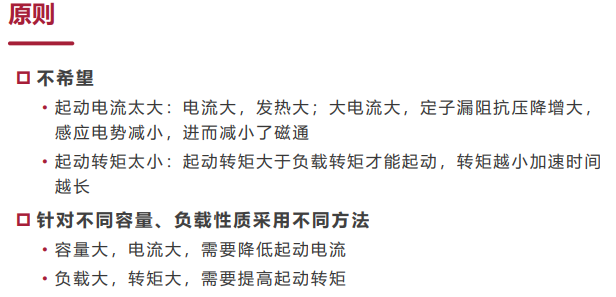 原则
不希望
• 起动电流太大：电流大，发热大；大电流大，定子漏阻抗压降增大，
感应电势减小，进而减小了磁通
• 起动转矩太小：起动转矩大于负载转矩才能起动，转矩越小加速时间
越长
针对不同容量、负载性质采用不同方法
• 容量大，电流大，需要降低起动电流
• 负载大，转矩大，需要提高起动转矩